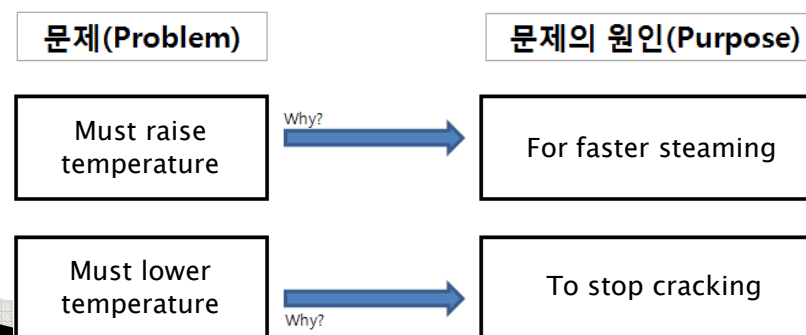 문제(Problem)
문제의 원인(Purpose)
Must raise
temperature
Why?
For faster steaming
Must lower
temperature
Why?
To stop cracking